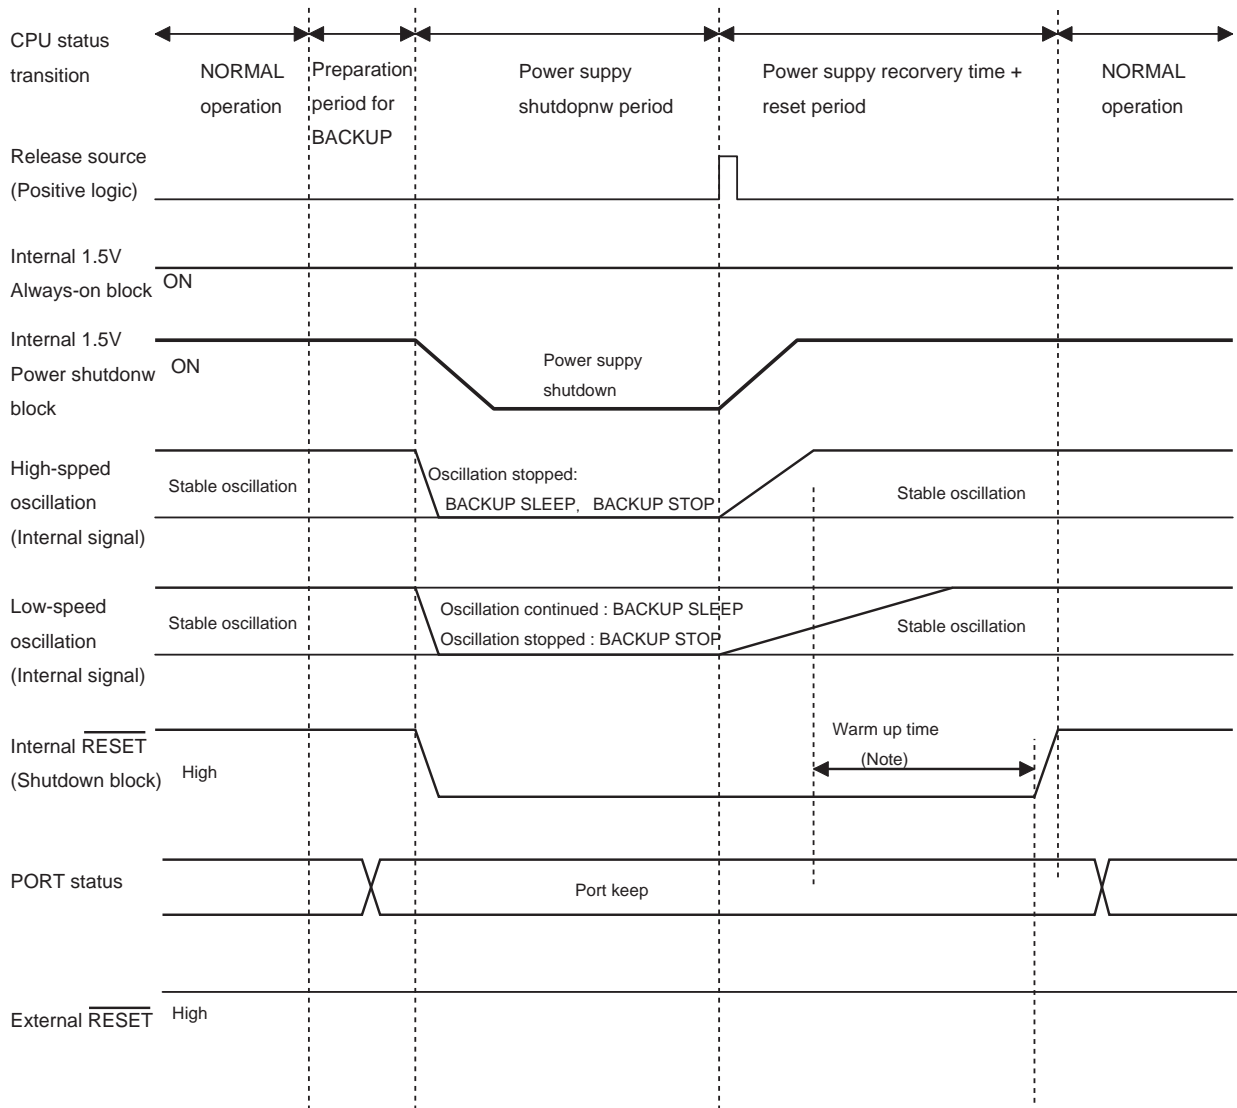 CPU status
transition
NORMAL
operation
Preparation
period for
BACKUP
Power suppy
shutdopnw period
Power suppy recorvery time +
reset period
NORMAL
operation
Release source
(Positive logic)
Internal 1.5V
Always-on block
ON
Internal 1.5V
Power shutdonw
block
ON
Power suppy
shutdown
High-spped
oscillation
(Internal signal)
Stable oscillation
Oscillation stopped:
BACKUP SLEEP, BACKUP STOP
Stable oscillation
Low-speed
oscillation
(Internal signal)
Stable oscillation
Oscillation continued : BACKUP SLEEP
Oscillation stopped : BACKUP STOP
Stable oscillation
Internal RESET
(Shutdown block)
High
Warm up time
(Note)
PORT status
Port keep
External RESET
High